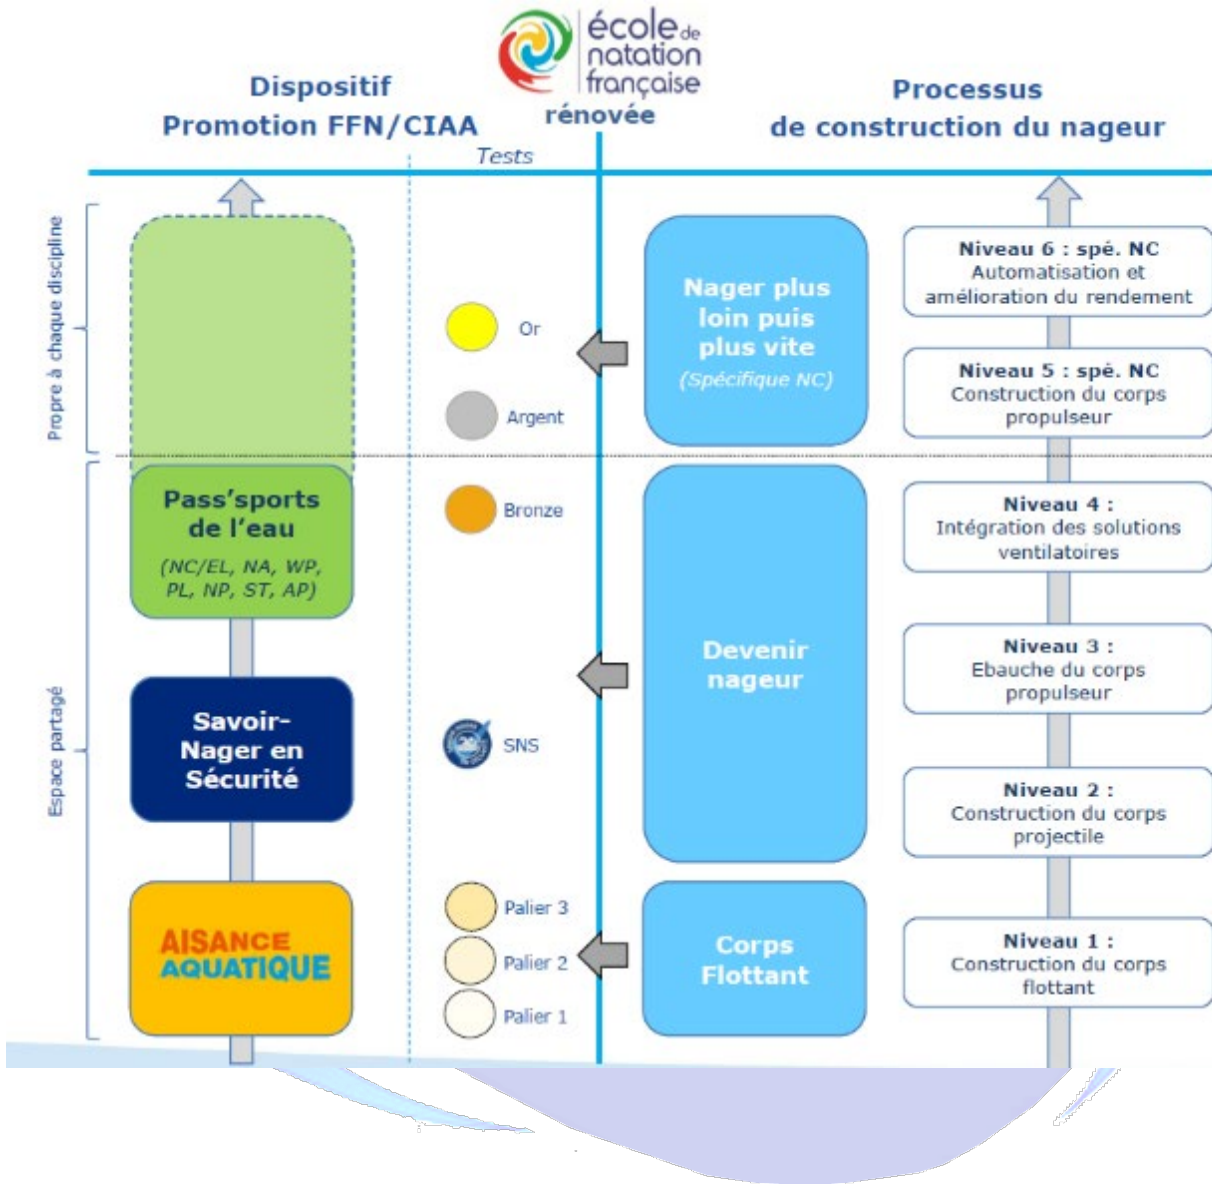 école de
natation
française
rénovée
Dispositif
Promotion FFN/CIAA
Processus
de construction du nageur
Tests
Propre à chaque discipline
Espace partagé
Pass'sports
de l'eau
(NC/EL, NA, WP,
PL, NP, ST, AP)
Savoir-
Nager en
Sécurité
AISANCE
AQUATIQUE
Or
Argent
Bronze
SNS
Palier 3
Palier 2
Palier 1
Nager plus
loin puis
plus vite
(Spécifique NC)
Devenir
nageur
Corps
Flottant
Niveau 6 : spé. NC
Automatisation et
amélioration du rendement
Niveau 5 : spé. NC
Construction du corps
propulseur
Niveau 4 :
Intégration des solutions
ventilatoires
Niveau 3 :
Ebauche du corps
propulseur
Niveau 2 :
Construction du corps
projectile
Niveau 1 :
Construction du corps
flottant